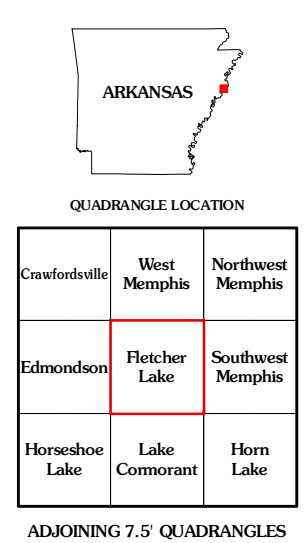 ARKANSAS
QUADRANGLE LOCATION
Crawfordsville
West
Memphis
Northwest
Memphis
Edmondson
Fletcher
Lake
Southwest
Memphis
Horseshoe
Lake
Lake
Cormorant
Horn
Lake
ADJOINING 7.5' QUADRANGLES